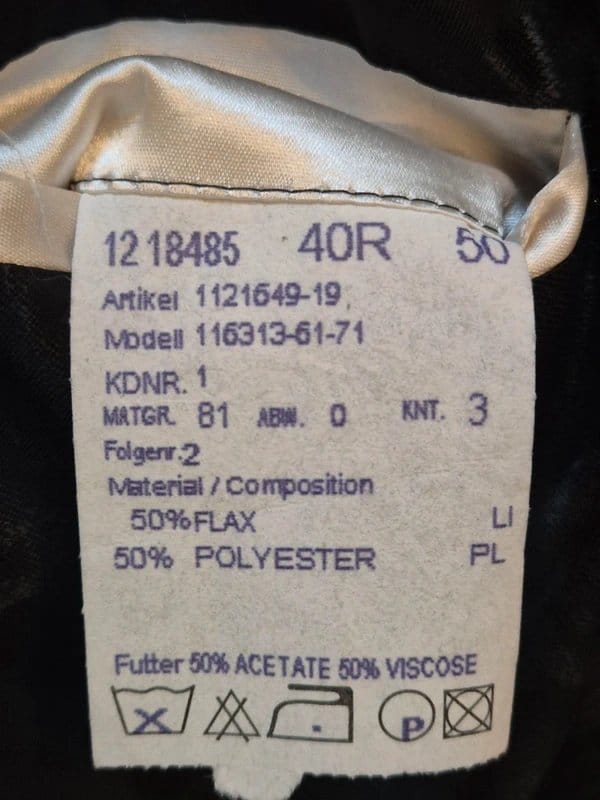 12 18485 40R 50
Artikel 1121649-19
Modell 116313-61-71
KDNR. 1
MATGR. 81 ABW. 0 KNT. 3
Folgenr. 2
Material / Composition
50% FLAX LI
50% POLYESTER PL
Futter 50% ACETATE 50% VISCOSE
P